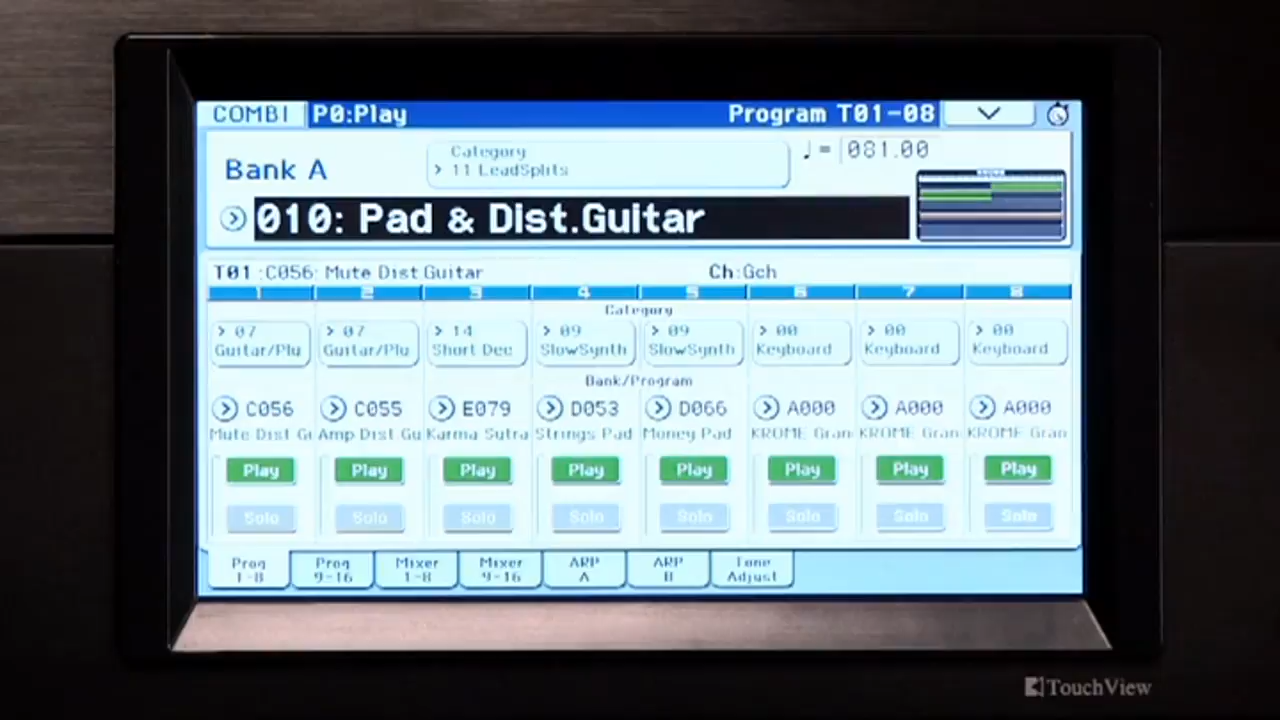 COMBI P0:Play Program T01-08
Bank A
Category
> 11 LeadSplits
♩ = 081.00
010: Pad & Dist.Guitar
T01 :C056: Mute Dist Guitar Ch:Gch
1 2 3 4 5 6 7 8
Category
> 07 > 07 > 14 > 09 > 09 > 00 > 00 > 00
Guitar/Plu Guitar/Plu Short Dec SlowSynth SlowSynth Keyboard Keyboard Keyboard
Bank/Program
C056 C055 E079 D053 D066 A000 A000 A000
Mute Dist Gu Amp Dist Gu Karma Sutra Strings Pad Money Pad KROME Gran KROME Gran KROME Gran
Play Play Play Play Play Play Play Play
Solo Solo Solo Solo Solo Solo Solo Solo
Prog Prog Mixer Mixer ARP ARP Tone
1-8 9-16 1-8 9-16 A B Adjust
TouchView